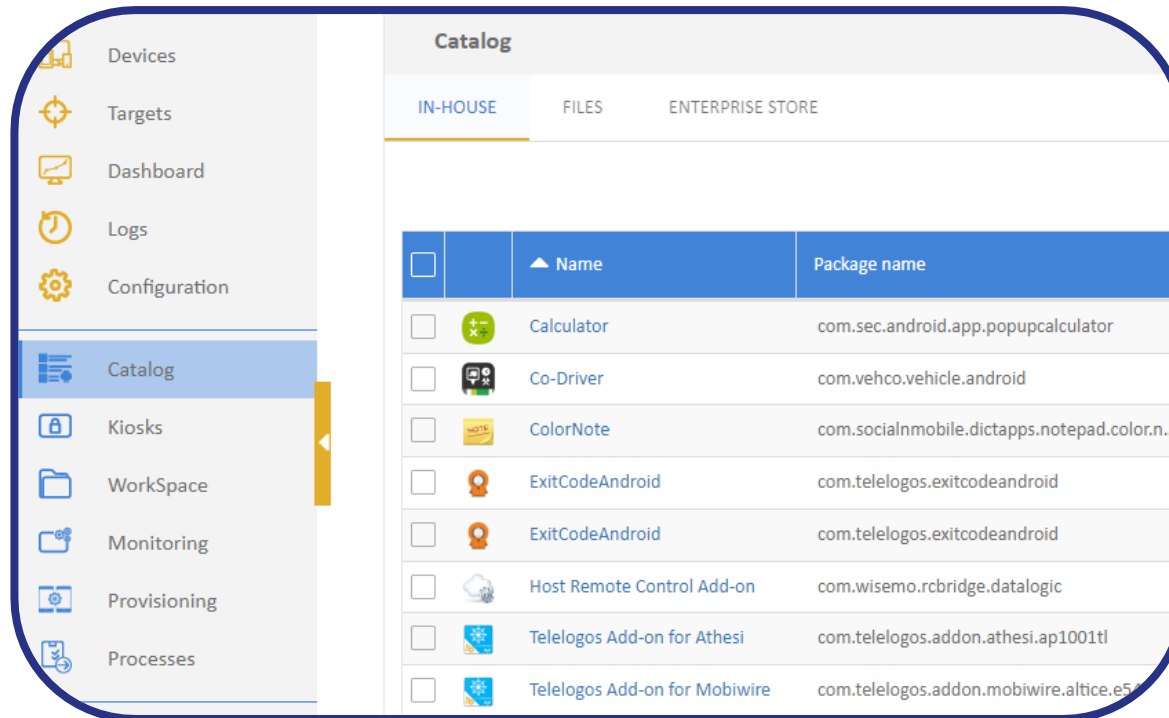 Devices
Targets
Dashboard
Logs
Configuration
Catalog
Kiosks
WorkSpace
Monitoring
Provisioning
Processes
Catalog
IN-HOUSE FILES ENTERPRISE STORE
Name Package name
Calculator com.sec.android.app.popupcalculator
Co-Driver com.vehco.vehicle.android
NOTE ColorNote com.socialnmobile.dictapps.notepad.color.n..
ExitCodeAndroid com.telelogos.exitcodeandroid
ExitCodeAndroid com.telelogos.exitcodeandroid
Host Remote Control Add-on com.wisemo.rcbridge.datalogic
Telelogos Add-on for Athesi com.telelogos.addon.athesi.ap1001tl
Telelogos Add-on for Mobiwire com.telelogos.addon.mobiwire.altice.e5